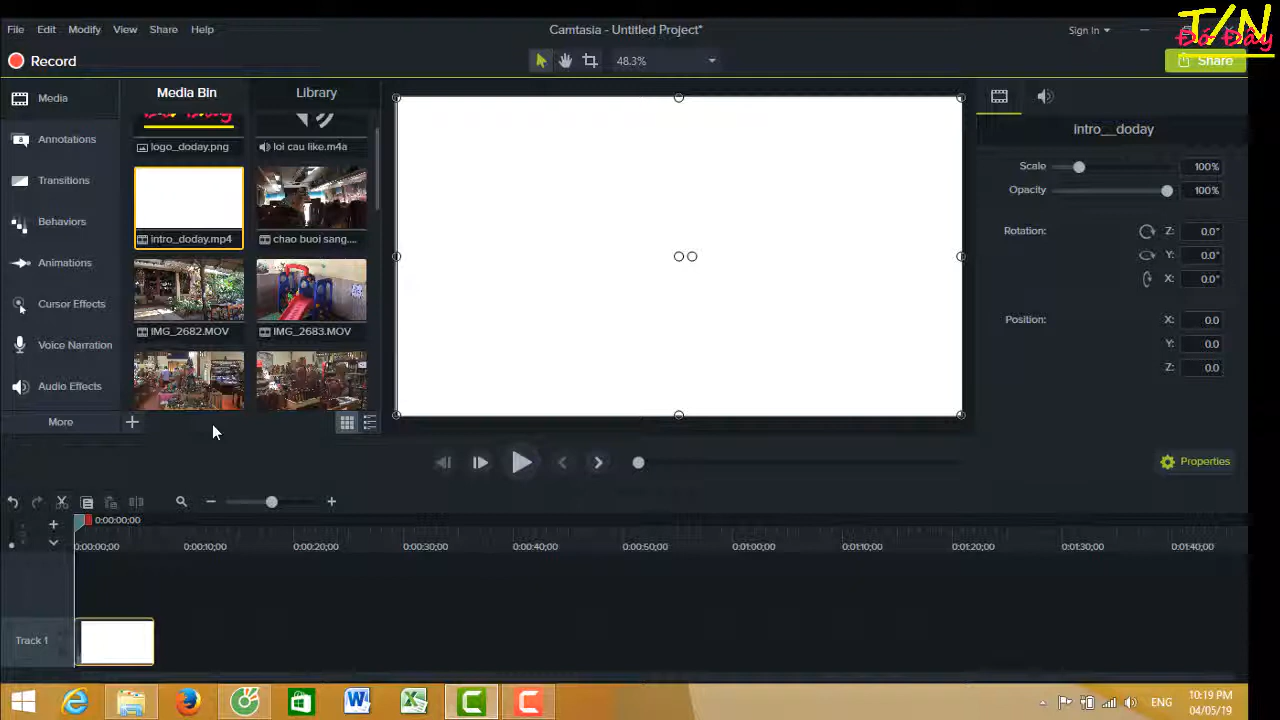 T/N
Đó Đây
File Edit Modify View Share Help
Camtasia - Untitled Project*
Sign In
Record
48.3%
Share
Media
Annotations
Transitions
Behaviors
Animations
Cursor Effects
Voice Narration
Audio Effects
More
Media Bin
Library
logo_doday.png
loi cau like.m4a
intro_doday.mp4
chao buoi sang....
IMG_2682.MOV
IMG_2683.MOV
intro__doday
Scale 100%
Opacity 100%
Rotation: Z: 0.0°
Y: 0.0°
X: 0.0°
Position: X: 0.0
Y: 0.0
Z: 0.0
Properties
0:00:00;00
0:00:00;00 0:00:10;00 0:00:20;00 0:00:30;00 0:00:40;00 0:00:50;00 0:01:00;00 0:01:10;00 0:01:20;00 0:01:30;00 0:01:40;00
Track 1
ENG
10:19 PM
04/05/19